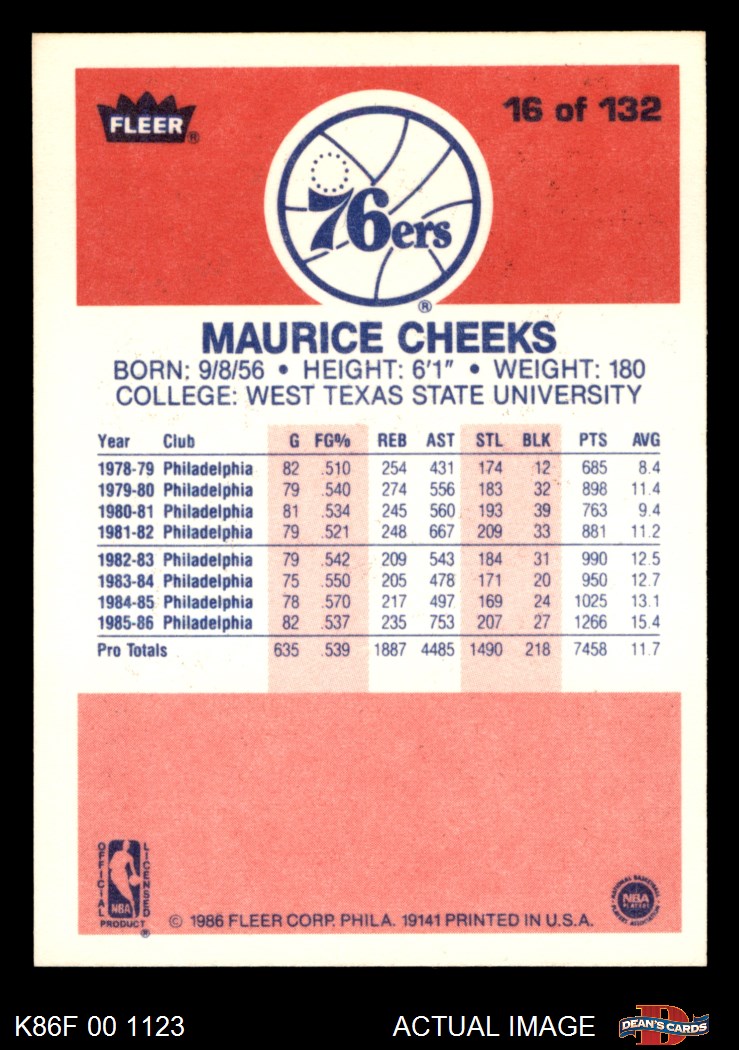 FLEER®
16 of 132
76ers
®
MAURICE CHEEKS
BORN: 9/8/56 • HEIGHT: 6'1" • WEIGHT: 180
COLLEGE: WEST TEXAS STATE UNIVERSITY
Year Club G FG% REB AST STL BLK PTS AVG
1978-79 Philadelphia 82 .510 254 431 174 12 685 8.4
1979-80 Philadelphia 79 .540 274 556 183 32 898 11.4
1980-81 Philadelphia 81 .534 245 560 193 39 763 9.4
1981-82 Philadelphia 79 .521 248 667 209 33 881 11.2
1982-83 Philadelphia 79 .542 209 543 184 31 990 12.5
1983-84 Philadelphia 75 .550 205 478 171 20 950 12.7
1984-85 Philadelphia 78 .570 217 497 169 24 1025 13.1
1985-86 Philadelphia 82 .537 235 753 207 27 1266 15.4
Pro Totals 635 .539 1887 4485 1490 218 7458 11.7
OFFICIAL
LICENSED
NBA
PRODUCT
®
© 1986 FLEER CORP. PHILA. 19141 PRINTED IN U.S.A.
NATIONAL BASKETBALL
NBA
PLAYERS
PLAYERS ASSOCIATION
K86F 00 1123
ACTUAL IMAGE
D
DEAN'S CARDS